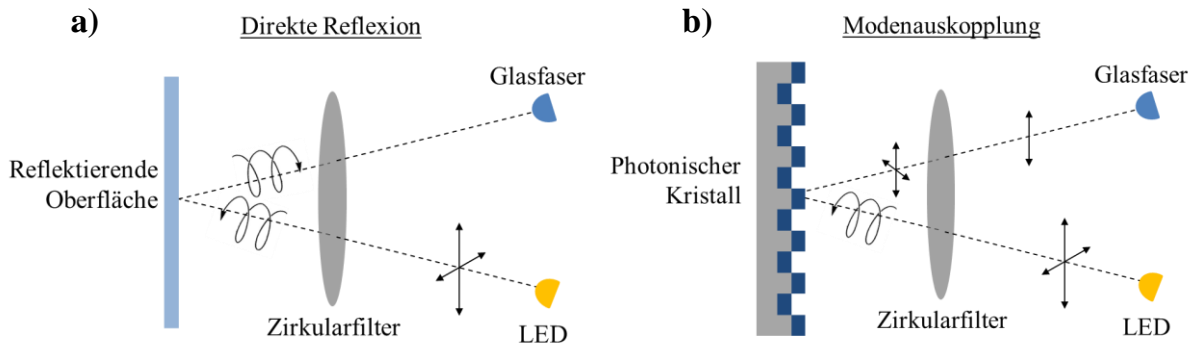 a)
Direkte Reflexion
Glasfaser
Reflektierende
Oberfläche
Zirkularfilter
LED
b)
Modenauskopplung
Glasfaser
Photonischer
Kristall
Zirkularfilter
LED